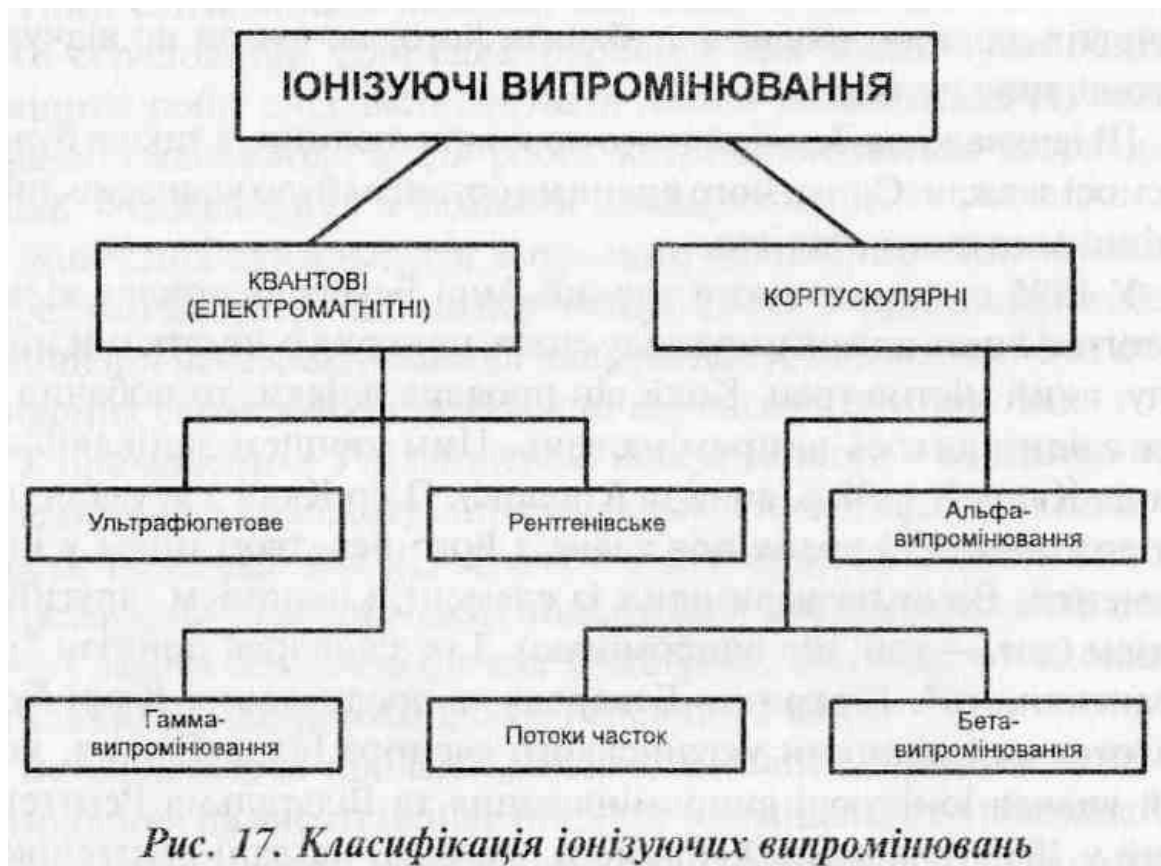 ІОНІЗУЮЧІ ВИПРОМІНЮВАННЯ
КВАНТОВІ
(ЕЛЕКТРОМАГНІТНІ)
КОРПУСКУЛЯРНІ
Ультрафіолетове
Рентгенівське
Альфа-
випромінювання
Гамма-
випромінювання
Потоки часток
Бета-
випромінювання
Рис. 17. Класифікація іонізуючих випромінювань